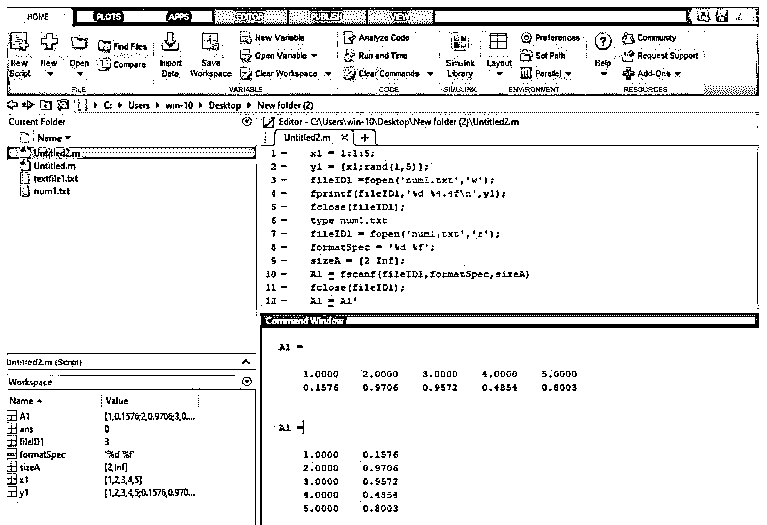 HOME PLOTS APPS EDITOR PUBLISH VIEW
New Script
New
Open
Find Files
Compare
Import Data
Save Workspace
New Variable
Open Variable
Clear Workspace
Analyze Code
Run and Time
Clear Commands
Simulink Library
Layout
Preferences
Set Path
Parallel
Help
Community
Request Support
Add-Ons
FILE VARIABLE CODE SIMULINK ENVIRONMENT RESOURCES
C: Users win-10 Desktop New folder (2)
Current Folder
Name
Untitled2.m
Untitled.m
textfile1.txt
num1.txt
Untitled2.m (Script)
Workspace
Name Value
A1 [1,0.1576;2,0.9706;3,0....
ans 0
fileID1 3
formatSpec '%d %f'
sizeA [2,Inf]
x1 [1,2,3,4,5]
y1 [1,2,3,4,5;0.1576,0.970...
Editor - C:\Users\win-10\Desktop\New folder (2)\Untitled2.m
Untitled2.m
1 - x1 = 1:1:5;
2 - y1 = [x1;rand(1,5)];
3 - fileID1 =fopen('num1.txt','w');
4 - fprintf(fileID1,'%d %4.4f\n',y1);
5 - fclose(fileID1);
6 - type num1.txt
7 - fileID1 = fopen('num1.txt','r');
8 - formatSpec = '%d %f';
9 - sizeA = [2 Inf];
10 - A1 = fscanf(fileID1,formatSpec,sizeA)
11 - fclose(fileID1);
12 - A1 = A1'
Command Window
A1 =
1.0000 2.0000 3.0000 4.0000 5.0000
0.1576 0.9706 0.9572 0.4854 0.8003
A1 =
1.0000 0.1576
2.0000 0.9706
3.0000 0.9572
4.0000 0.4854
5.0000 0.8003